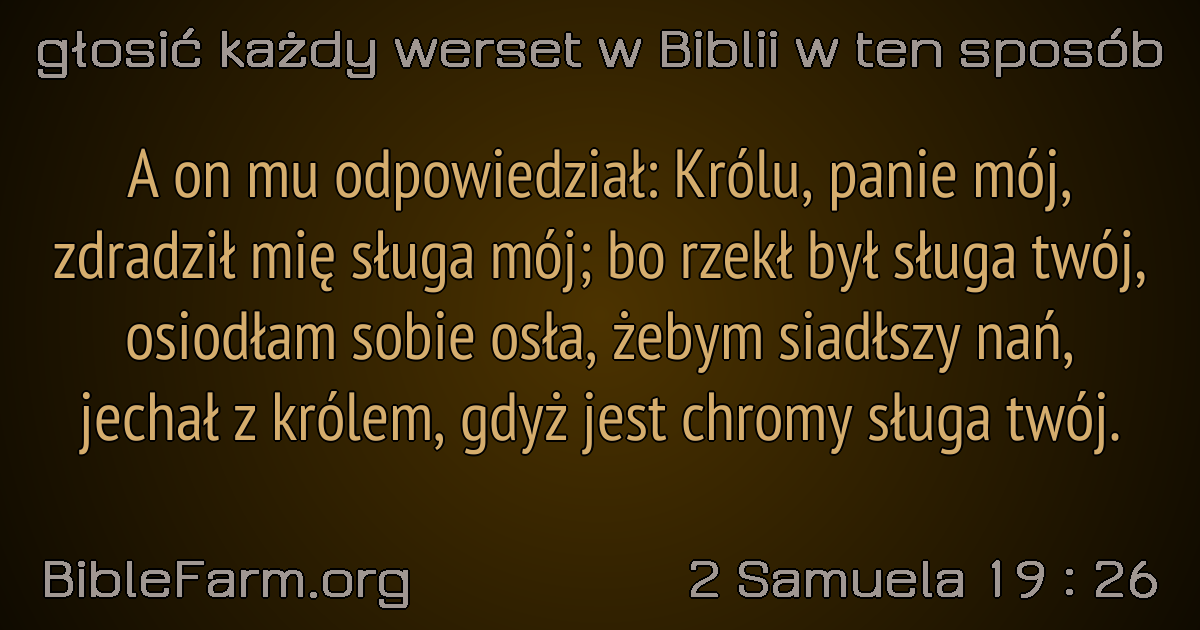 głosić każdy werset w Biblii w ten sposób
A on mu odpowiedział: Królu, panie mój,
zdradził mię sługa mój; bo rzekł był sługa twój,
osiodłam sobie osła, żebym siadłszy nań,
jechał z królem, gdyż jest chromy sługa twój.
BibleFarm.org
2 Samuela 19 : 26